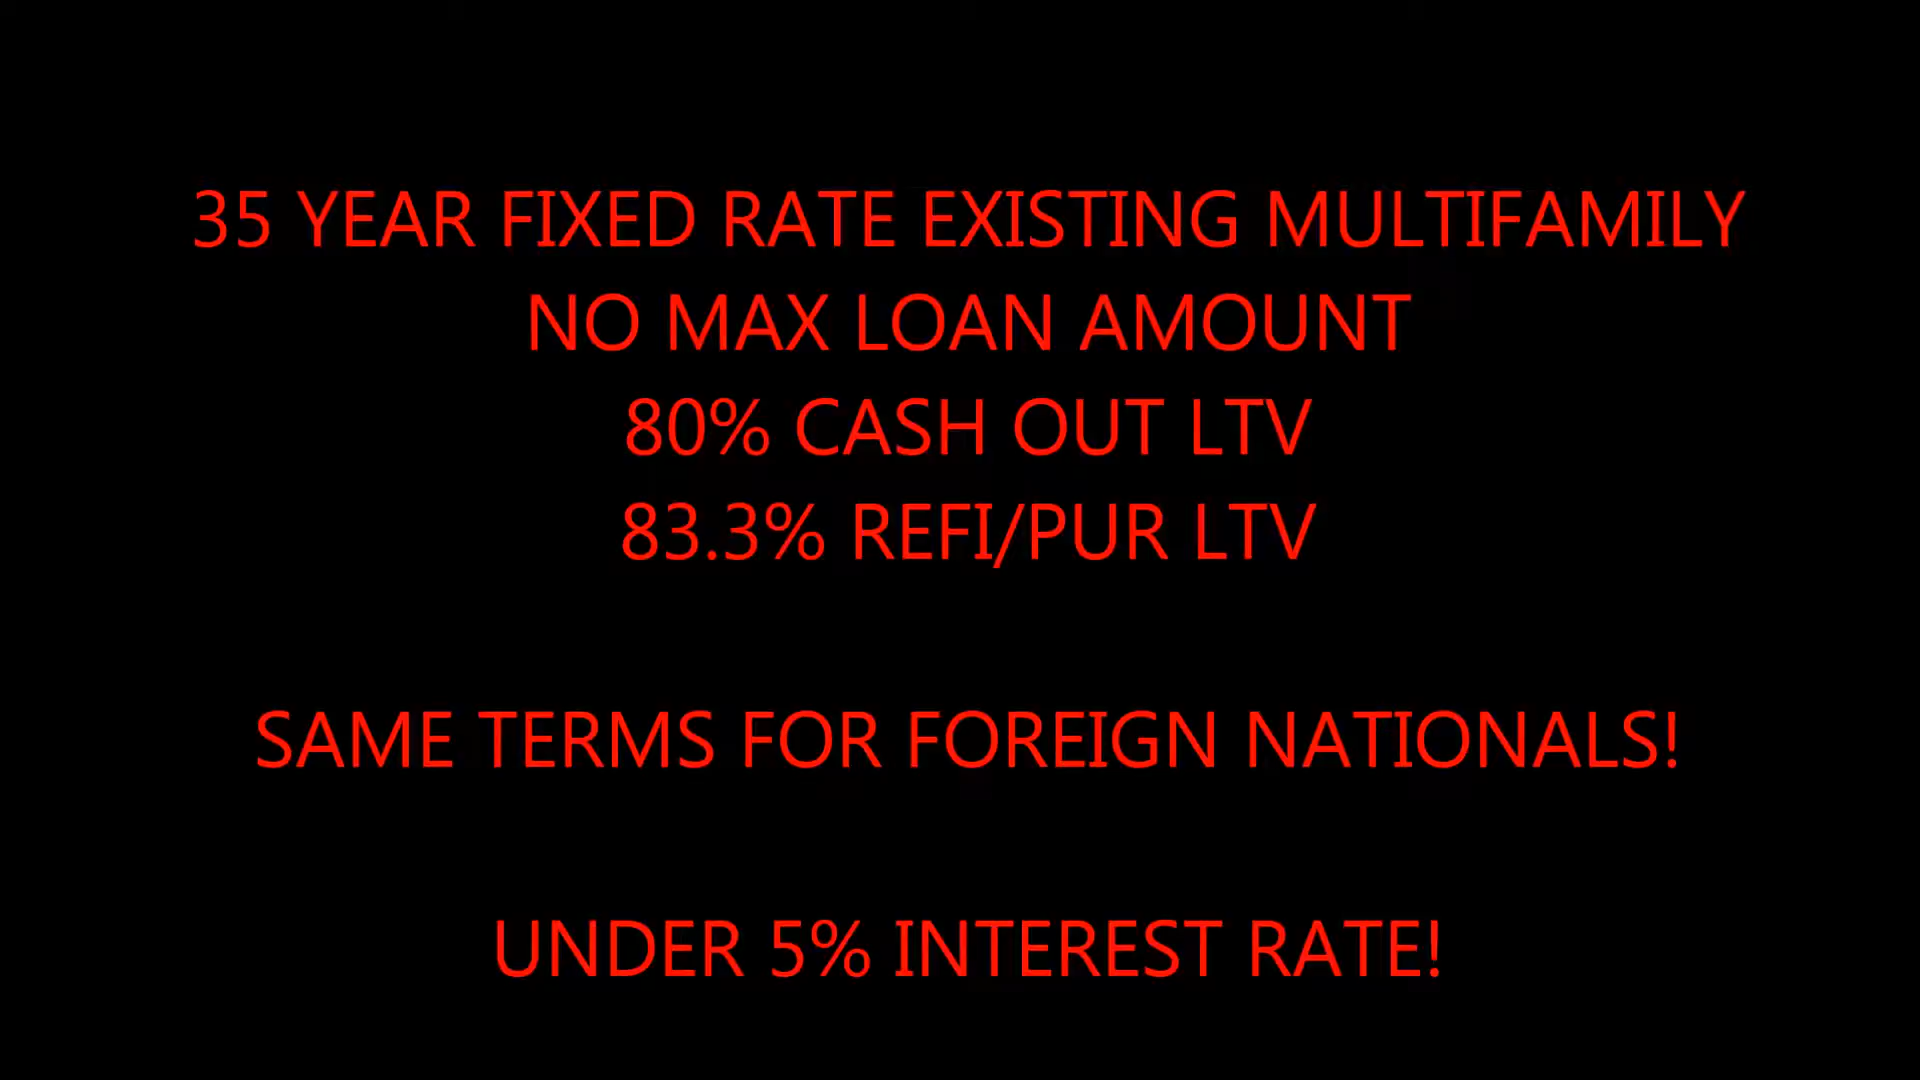 35 YEAR FIXED RATE EXISTING MULTIFAMILY
NO MAX LOAN AMOUNT
80% CASH OUT LTV
83.3% REFI/PUR LTV
SAME TERMS FOR FOREIGN NATIONALS!
UNDER 5% INTEREST RATE!